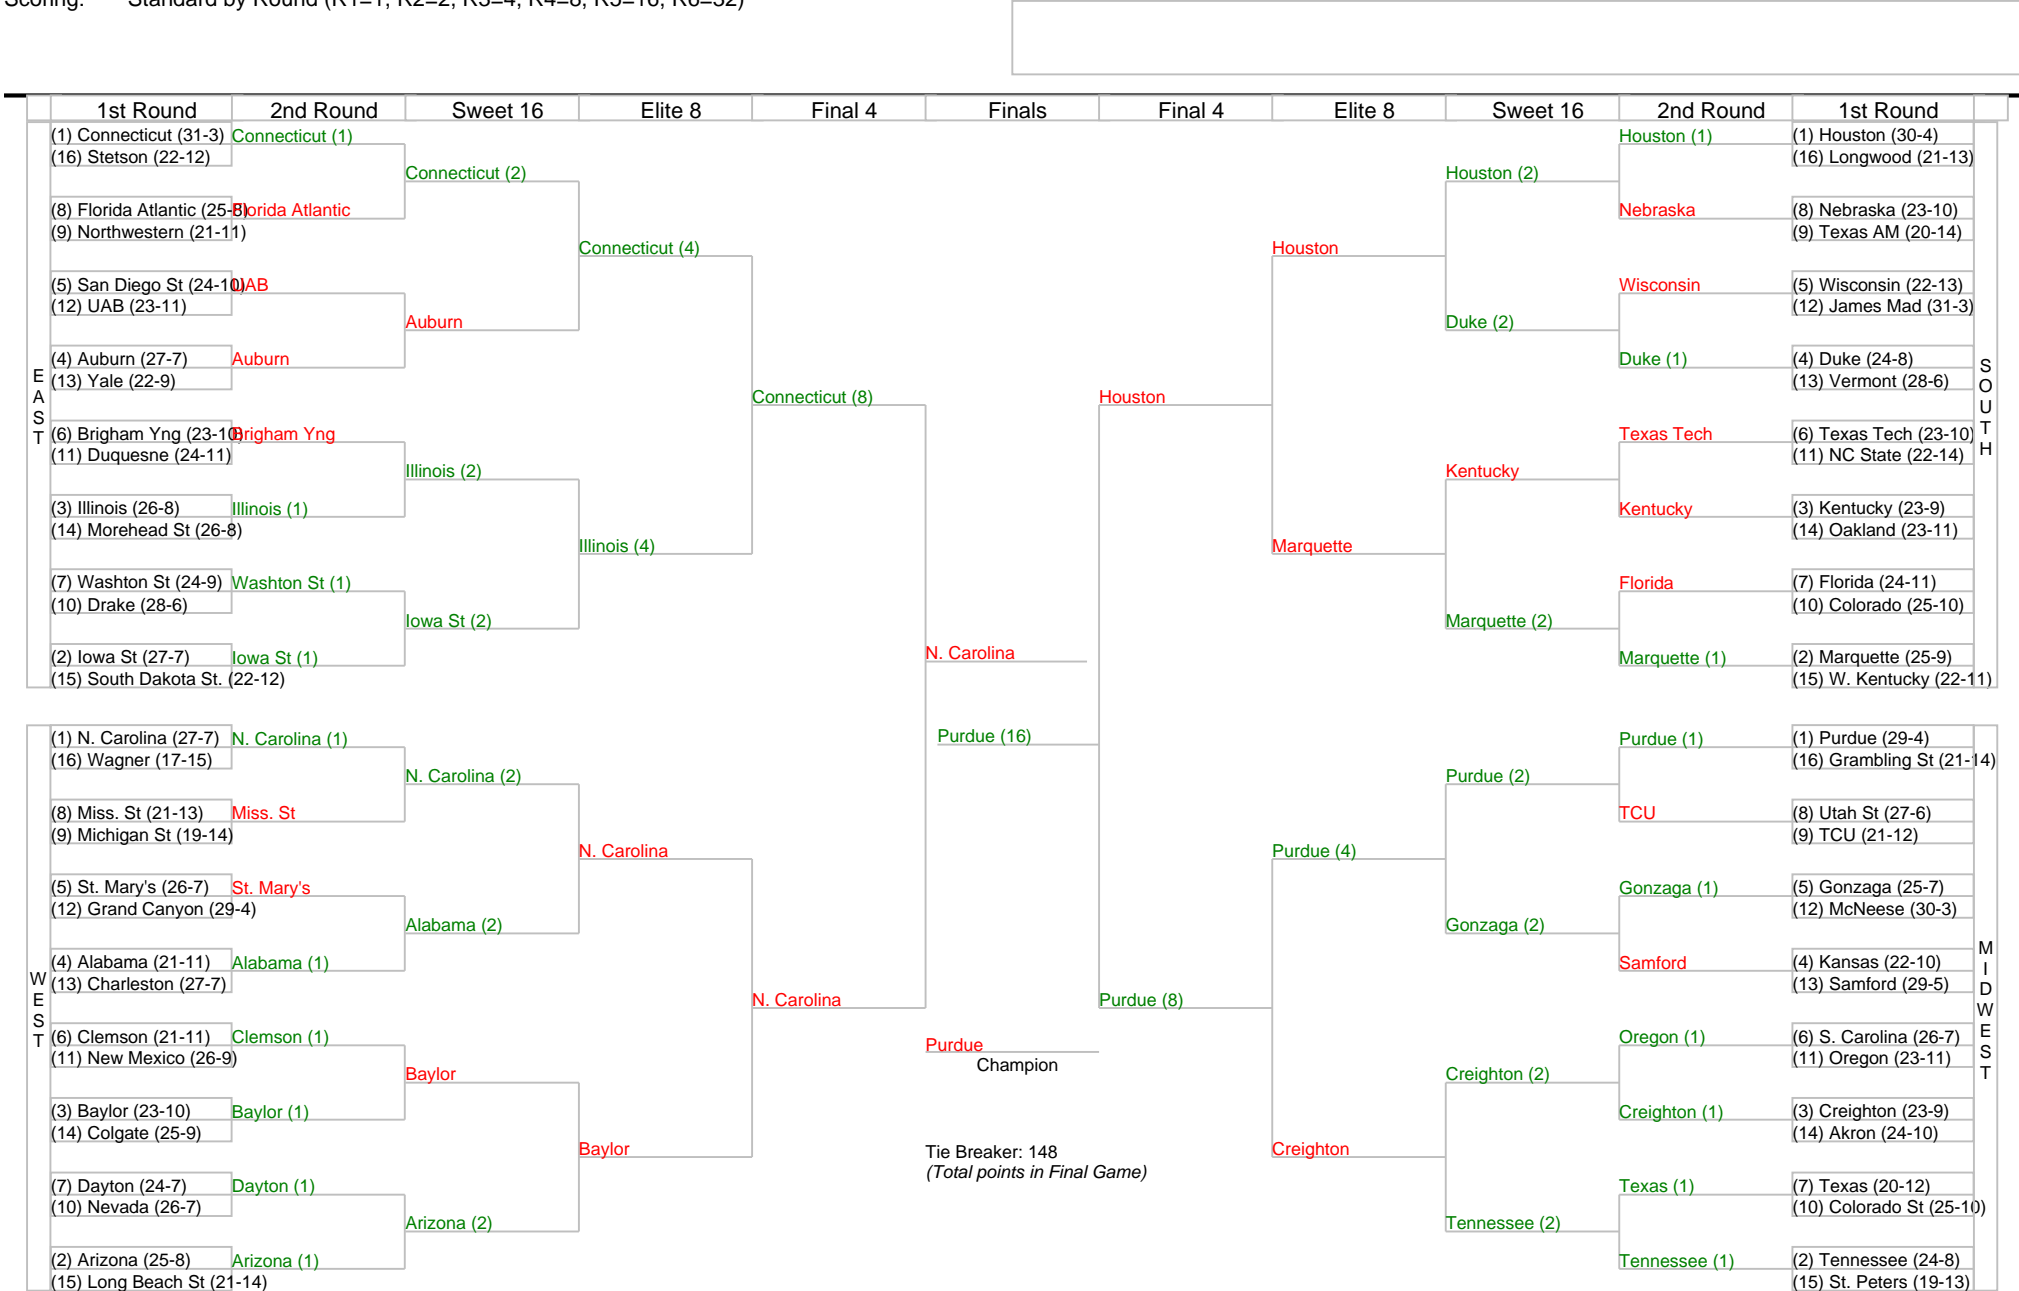 Scoring: Standard by Round (R1=1, R2=2, R3=4, R4=8, R5=16, R6=32)
1st Round 2nd Round Sweet 16 Elite 8 Final 4 Finals Final 4 Elite 8 Sweet 16 2nd Round 1st Round
EAST
(1) Connecticut (31-3)
(16) Stetson (22-12)
(8) Florida Atlantic (25-8)
(9) Northwestern (21-11)
(5) San Diego St (24-10)
(12) UAB (23-11)
(4) Auburn (27-7)
(13) Yale (22-9)
(6) Brigham Yng (23-10)
(11) Duquesne (24-11)
(3) Illinois (26-8)
(14) Morehead St (26-8)
(7) Washton St (24-9)
(10) Drake (28-6)
(2) Iowa St (27-7)
(15) South Dakota St. (22-12)
Connecticut (1)
Florida Atlantic
UAB
Auburn
Brigham Yng
Illinois (1)
Washton St (1)
Iowa St (1)
Connecticut (2)
Auburn
Illinois (2)
Iowa St (2)
Connecticut (4)
Illinois (4)
Connecticut (8)
WEST
(1) N. Carolina (27-7)
(16) Wagner (17-15)
(8) Miss. St (21-13)
(9) Michigan St (19-14)
(5) St. Mary's (26-7)
(12) Grand Canyon (29-4)
(4) Alabama (21-11)
(13) Charleston (27-7)
(6) Clemson (21-11)
(11) New Mexico (26-9)
(3) Baylor (23-10)
(14) Colgate (25-9)
(7) Dayton (24-7)
(10) Nevada (26-7)
(2) Arizona (25-8)
(15) Long Beach St (21-14)
N. Carolina (1)
Miss. St
St. Mary's
Alabama (1)
Clemson (1)
Baylor (1)
Dayton (1)
Arizona (1)
N. Carolina (2)
Alabama (2)
Baylor
Arizona (2)
N. Carolina
Baylor
N. Carolina
N. Carolina
Purdue (16)
Purdue
Champion
Tie Breaker: 148
(Total points in Final Game)
Houston
Purdue (8)
Houston
Marquette
Houston (2)
Duke (2)
Kentucky
Marquette (2)
Houston (1)
Nebraska
Wisconsin
Duke (1)
Texas Tech
Kentucky
Florida
Marquette (1)
(1) Houston (30-4)
(16) Longwood (21-13)
(8) Nebraska (23-10)
(9) Texas AM (20-14)
(5) Wisconsin (22-13)
(12) James Mad (31-3)
(4) Duke (24-8)
(13) Vermont (28-6)
(6) Texas Tech (23-10)
(11) NC State (22-14)
(3) Kentucky (23-9)
(14) Oakland (23-11)
(7) Florida (24-11)
(10) Colorado (25-10)
(2) Marquette (25-9)
(15) W. Kentucky (22-11)
SOUTH
Purdue (4)
Creighton
Purdue (2)
Gonzaga (2)
Creighton (2)
Tennessee (2)
Purdue (1)
TCU
Gonzaga (1)
Samford
Oregon (1)
Creighton (1)
Texas (1)
Tennessee (1)
(1) Purdue (29-4)
(16) Grambling St (21-14)
(8) Utah St (27-6)
(9) TCU (21-12)
(5) Gonzaga (25-7)
(12) McNeese (30-3)
(4) Kansas (22-10)
(13) Samford (29-5)
(6) S. Carolina (26-7)
(11) Oregon (23-11)
(3) Creighton (23-9)
(14) Akron (24-10)
(7) Texas (20-12)
(10) Colorado St (25-10)
(2) Tennessee (24-8)
(15) St. Peters (19-13)
MIDWEST